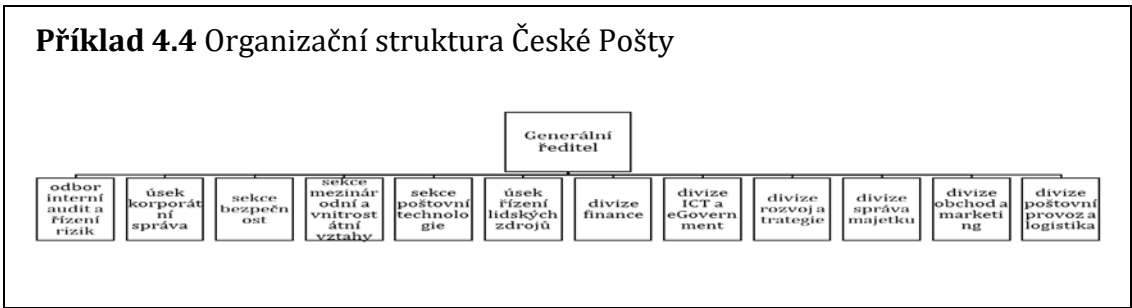 Příklad 4.4 Organizační struktura České Pošty
Generální
ředitel
odbor
interní
audit a
řízení
rizik
úsek
korporát
ní
správa
sekce
bezpečn
ost
sekce
mezinár
odní a
vnitrost
átní
vztahy
sekce
poštovní
technolo
gie
úsek
řízení
lidských
zdrojů
divize
finance
divize
ICT a
eGovern
ment
divize
rozvoj a
trategie
divize
správa
majetku
divize
obchod a
marketi
ng
divize
poštovní
provoz a
logistika